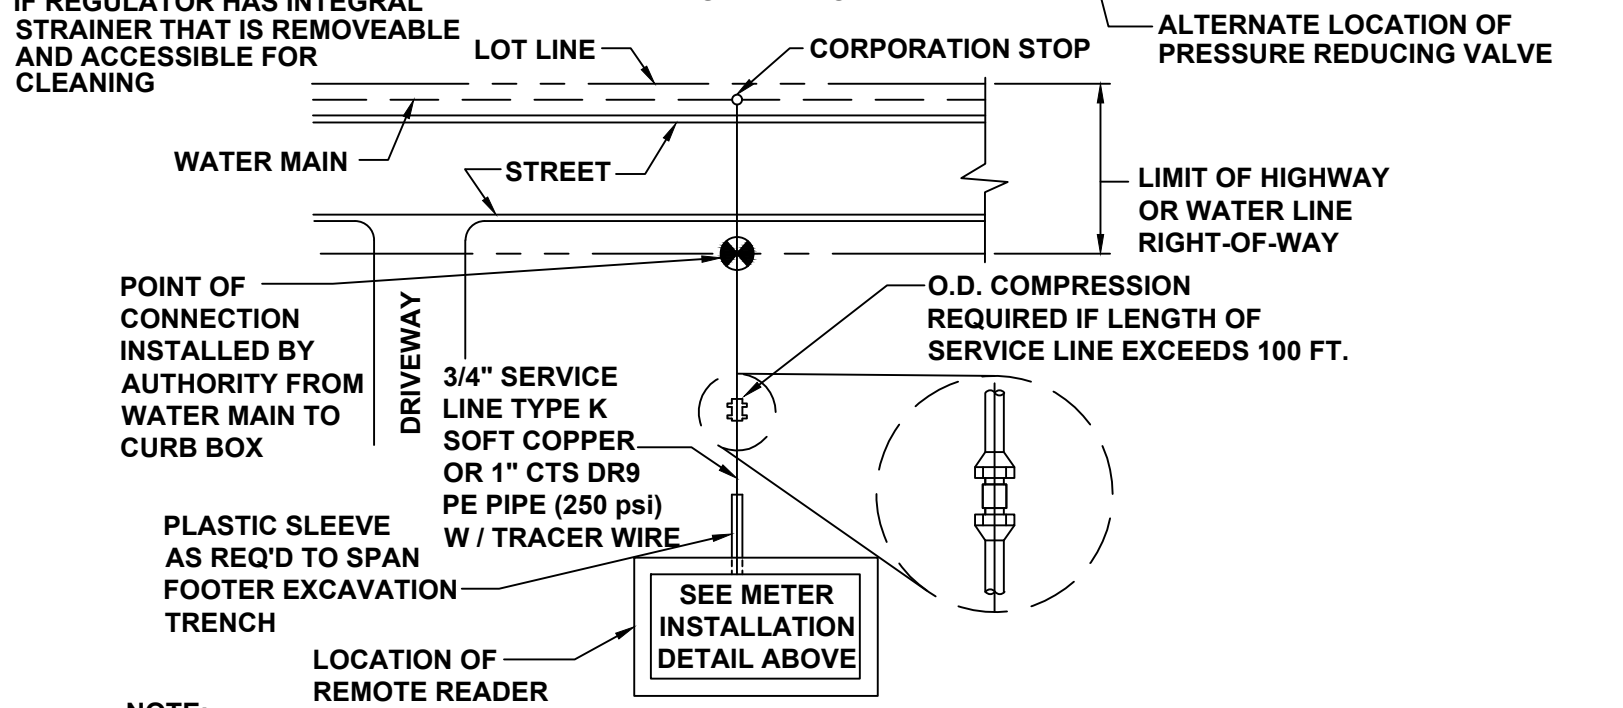 IF REGULATOR HAS INTEGRAL
STRAINER THAT IS REMOVEABLE
AND ACCESSIBLE FOR
CLEANING
ALTERNATE LOCATION OF
PRESSURE REDUCING VALVE
LOT LINE
CORPORATION STOP
WATER MAIN
STREET
LIMIT OF HIGHWAY
OR WATER LINE
RIGHT-OF-WAY
POINT OF
CONNECTION
INSTALLED BY
AUTHORITY FROM
WATER MAIN TO
CURB BOX
DRIVEWAY
O.D. COMPRESSION
REQUIRED IF LENGTH OF
SERVICE LINE EXCEEDS 100 FT.
3/4" SERVICE
LINE TYPE K
SOFT COPPER
OR 1" CTS DR9
PE PIPE (250 psi)
W / TRACER WIRE
PLASTIC SLEEVE
AS REQ'D TO SPAN
FOOTER EXCAVATION
TRENCH
SEE METER
INSTALLATION
DETAIL ABOVE
LOCATION OF
REMOTE READER
NOTE: